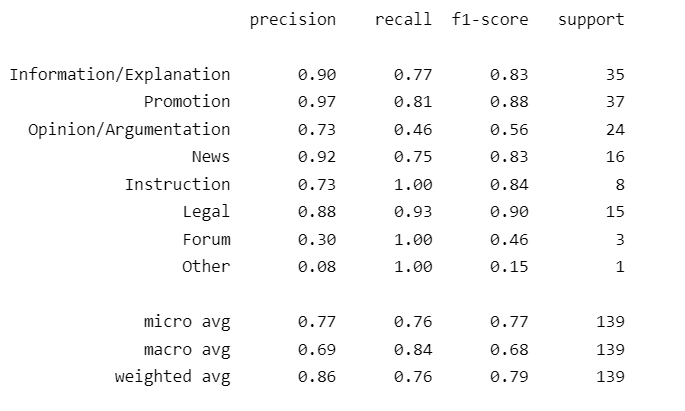 precision recall f1-score support
Information/Explanation 0.90 0.77 0.83 35
Promotion 0.97 0.81 0.88 37
Opinion/Argumentation 0.73 0.46 0.56 24
News 0.92 0.75 0.83 16
Instruction 0.73 1.00 0.84 8
Legal 0.88 0.93 0.90 15
Forum 0.30 1.00 0.46 3
Other 0.08 1.00 0.15 1
micro avg 0.77 0.76 0.77 139
macro avg 0.69 0.84 0.68 139
weighted avg 0.86 0.76 0.79 139